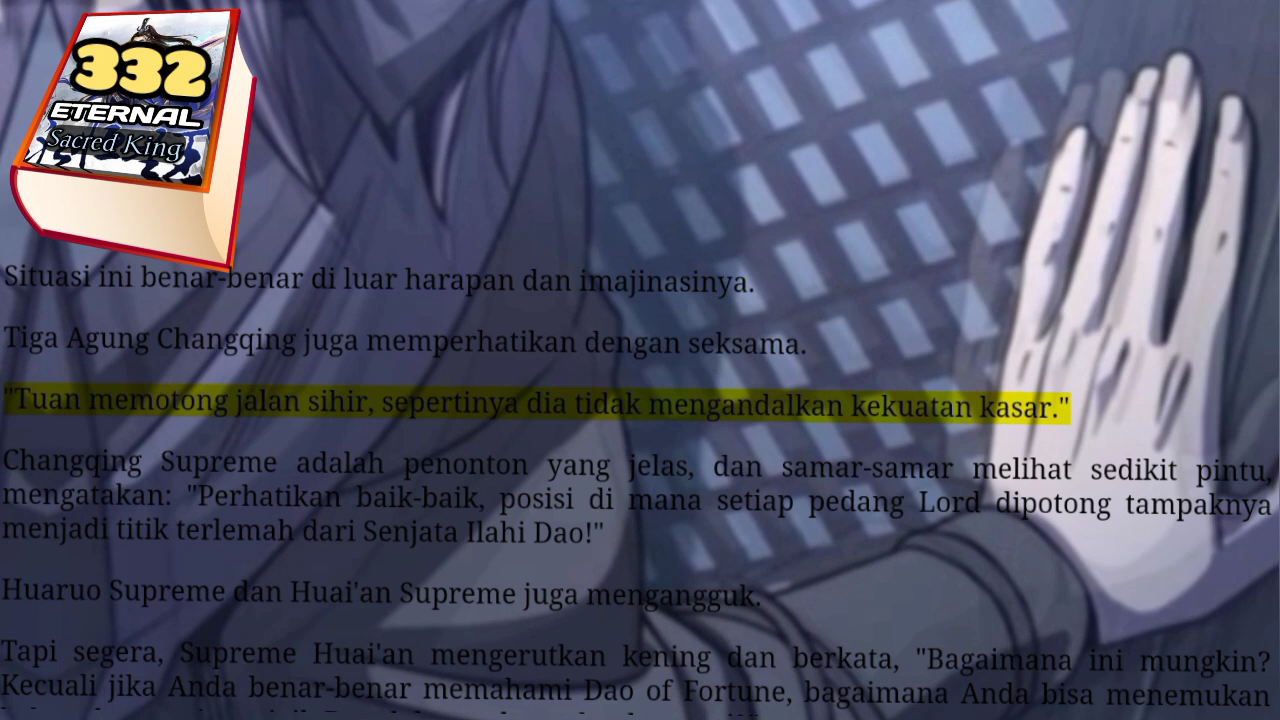 332
ETERNAL
Sacred King
Situasi ini benar-benar di luar harapan dan imajinasinya.
Tiga Agung Changqing juga memperhatikan dengan seksama.
"Tuan memotong jalan sihir, sepertinya dia tidak mengandalkan kekuatan kasar."
Changqing Supreme adalah penonton yang jelas, dan samar-samar melihat sedikit pintu,
mengatakan: "Perhatikan baik-baik, posisi di mana setiap pedang Lord dipotong tampaknya
menjadi titik terlemah dari Senjata Ilahi Dao!"
Huaruo Supreme dan Huai'an Supreme juga mengangguk.
Tapi segera, Supreme Huai'an mengerutkan kening dan berkata, "Bagaimana ini mungkin?
Kecuali jika Anda benar-benar memahami Dao of Fortune, bagaimana Anda bisa menemukan